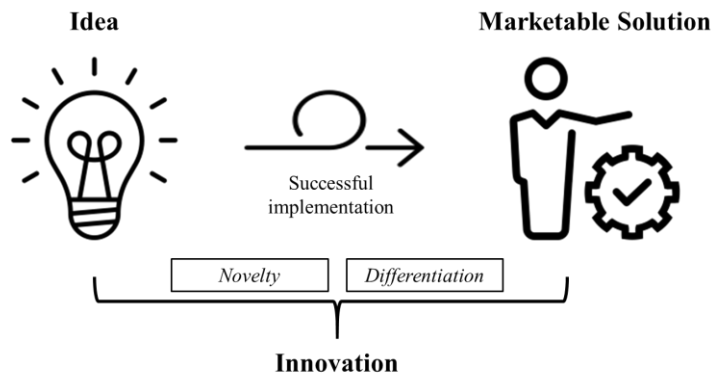 Idea
Marketable Solution
Successful
implementation
Novelty
Differentiation
Innovation